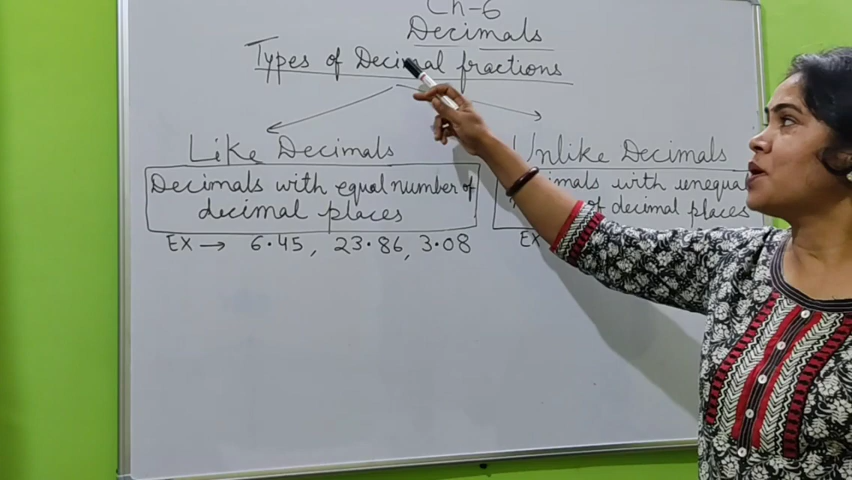 Ch-6
Decimals
Types of Decimal fractions
Like Decimals
Decimals with equal number of
decimal places
EX → 6.45, 23.86, 3.08
Unlike Decimals
with unequal
of decimal places
EX